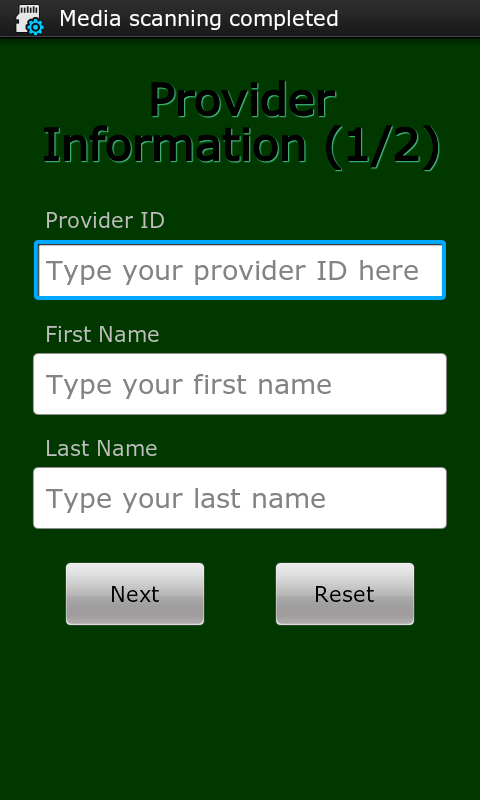 Media scanning completed
Provider
Information (1/2)
Provider ID
Type your provider ID here
First Name
Type your first name
Last Name
Type your last name
Next Reset